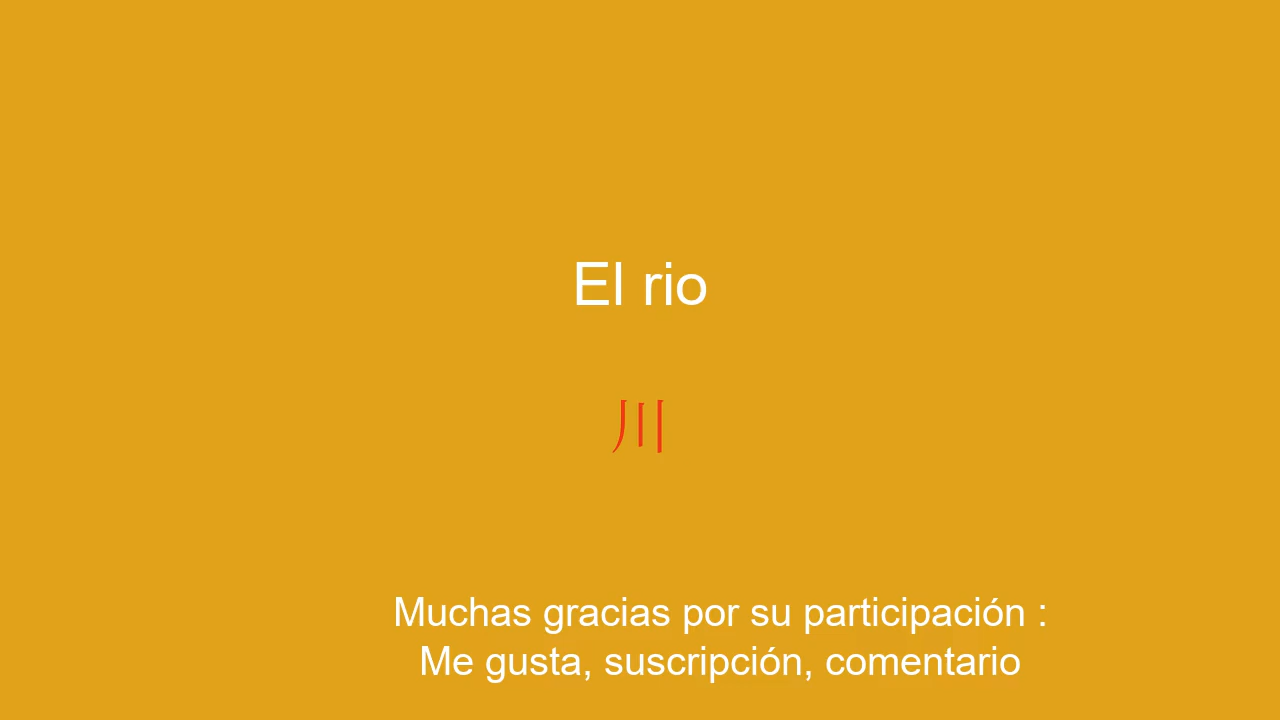 El rio
川
Muchas gracias por su participación :
Me gusta, suscripción, comentario